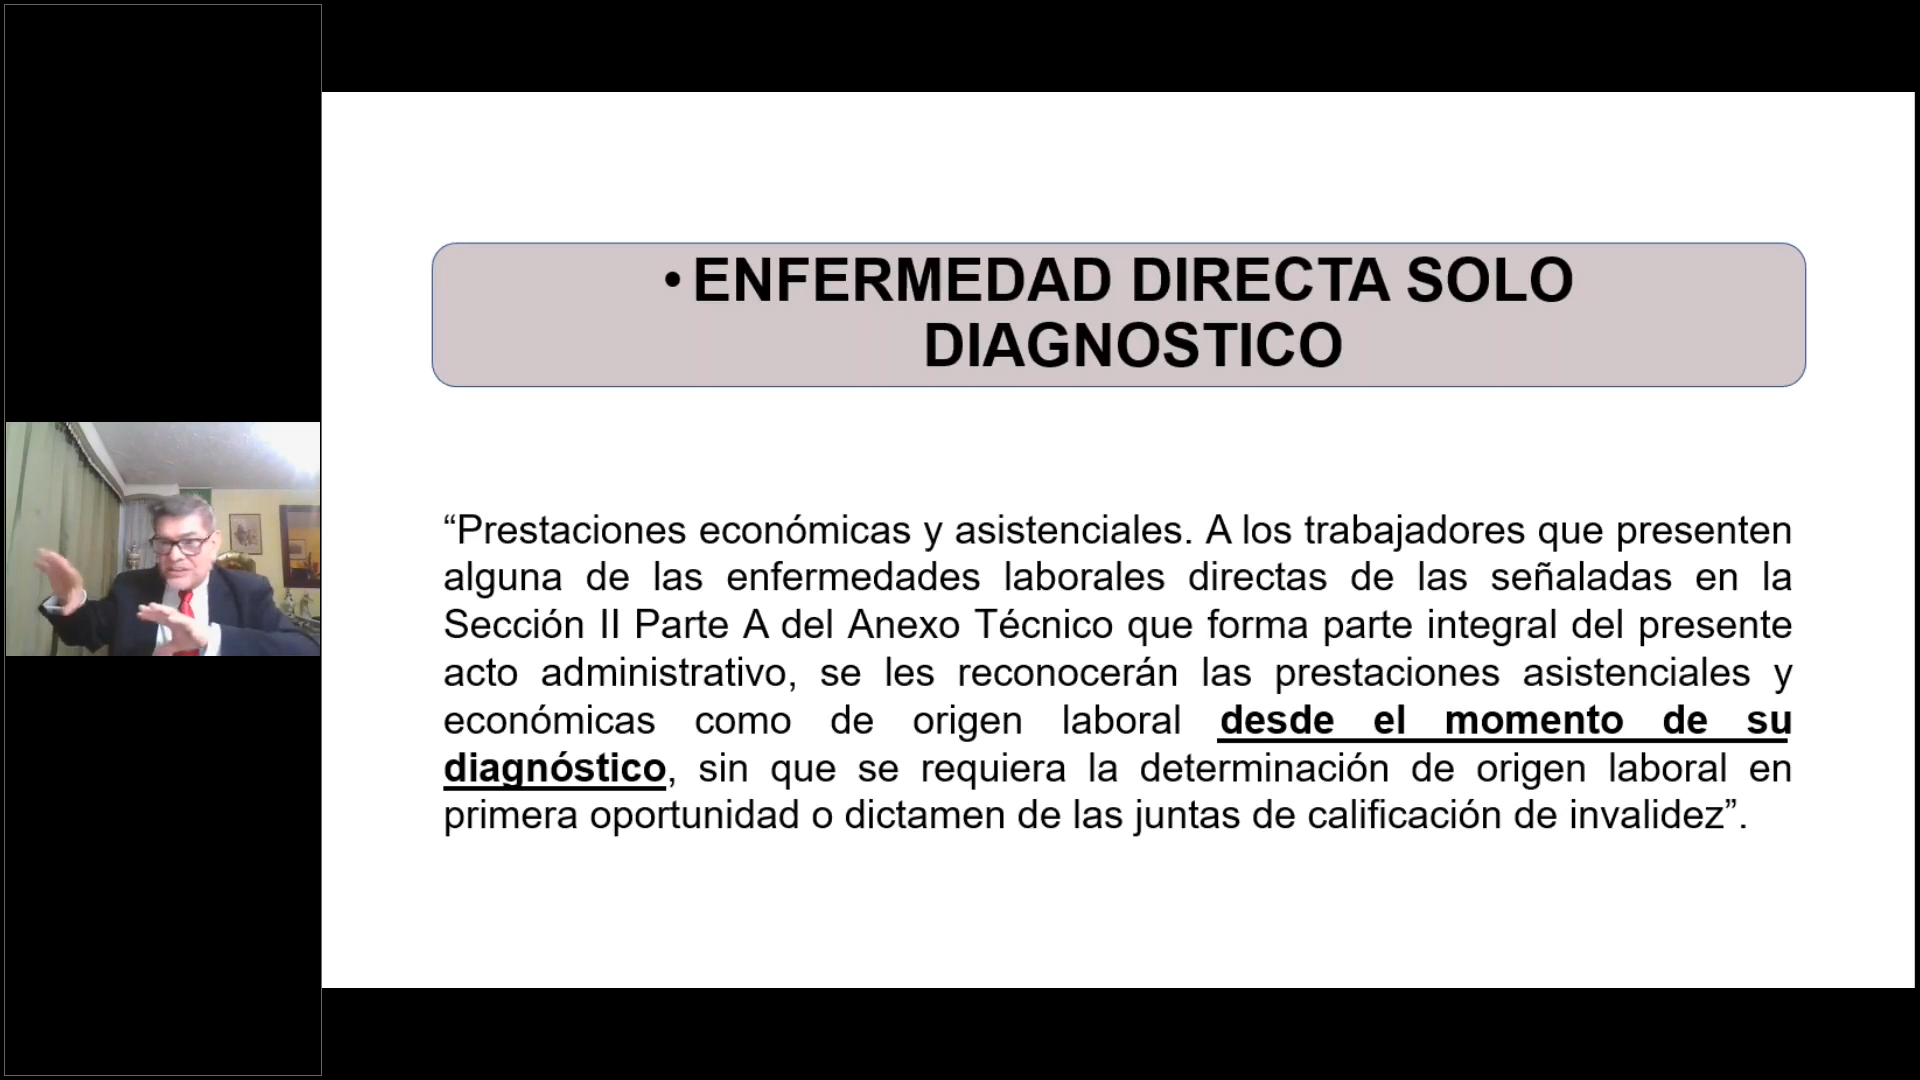 • ENFERMEDAD DIRECTA SOLO
DIAGNOSTICO
“Prestaciones económicas y asistenciales. A los trabajadores que presenten
alguna de las enfermedades laborales directas de las señaladas en la
Sección II Parte A del Anexo Técnico que forma parte integral del presente
acto administrativo, se les reconocerán las prestaciones asistenciales y
económicas como de origen laboral desde el momento de su
diagnóstico, sin que se requiera la determinación de origen laboral en
primera oportunidad o dictamen de las juntas de calificación de invalidez”.